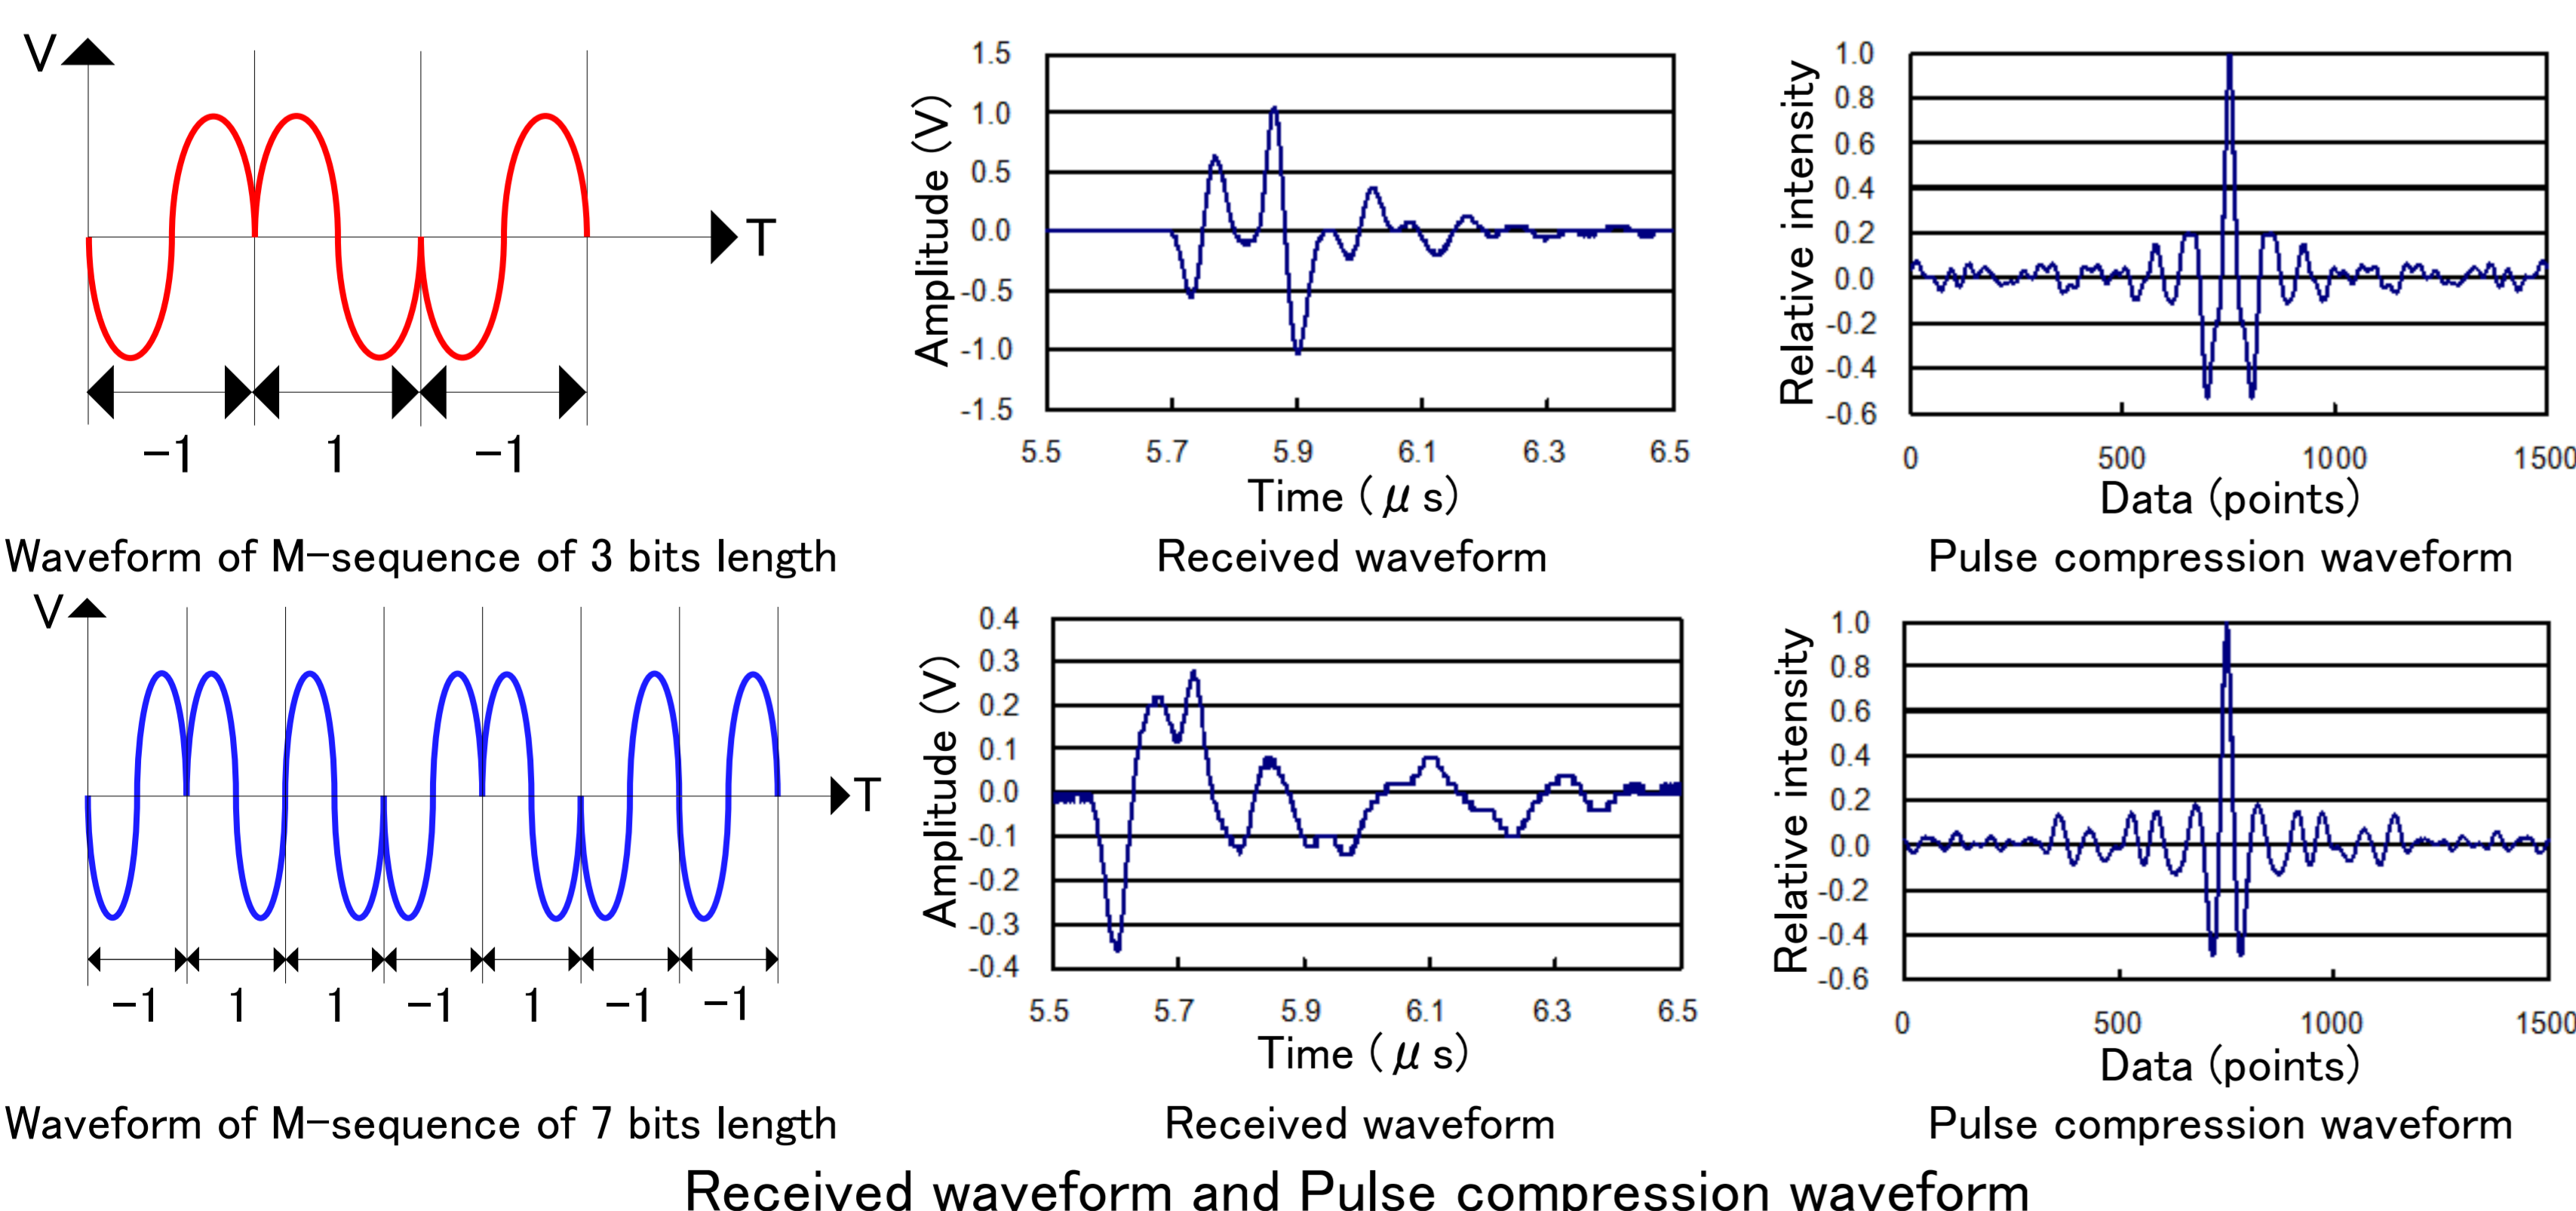 V
T
-1 1 -1
Waveform of M-sequence of 3 bits length
Amplitude (V)
1.5
1.0
0.5
0.0
-0.5
-1.0
-1.5
5.5 5.7 5.9 6.1 6.3 6.5
Time (μs)
Received waveform
Relative intensity
1.0
0.8
0.6
0.4
0.2
0.0
-0.2
-0.4
-0.6
0 500 1000 1500
Data (points)
Pulse compression waveform
V
T
-1 1 1 -1 1 -1 -1
Waveform of M-sequence of 7 bits length
Amplitude (V)
0.4
0.3
0.2
0.1
0.0
-0.1
-0.2
-0.3
-0.4
5.5 5.7 5.9 6.1 6.3 6.5
Time (μs)
Received waveform
Relative intensity
1.0
0.8
0.6
0.4
0.2
0.0
-0.2
-0.4
-0.6
0 500 1000 1500
Data (points)
Pulse compression waveform
Received waveform and Pulse compression waveform